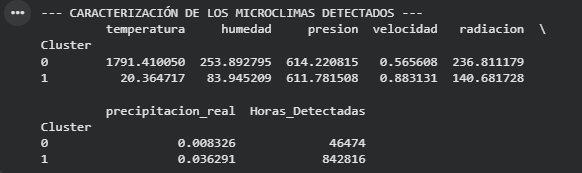 --- CARACTERIZACIÓN DE LOS MICROCLIMAS DETECTADOS ---
temperatura humedad presion velocidad radiacion \
Cluster
0 1791.410050 253.892795 614.220815 0.565608 236.811179
1 20.364717 83.945209 611.781508 0.883131 140.681728
precipitacion_real Horas_Detectadas
Cluster
0 0.008326 46474
1 0.036291 842816